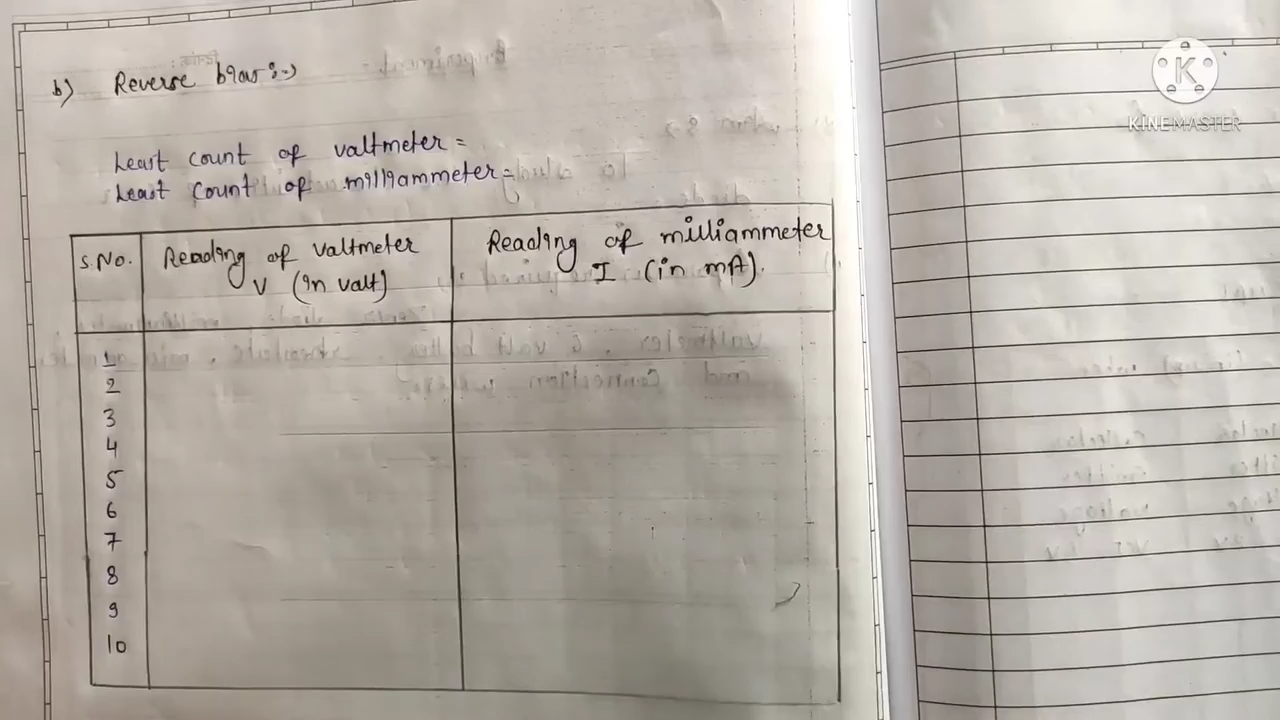 b) Reverse bias :-)
Least count of valtmeter =
Least count of milliammeter =
S.No.
Reading of valtmeter
V (in valt)
Reading of milliammeter
I (in mA).
1
2
3
4
5
6
7
8
9
10
KINEMASTER